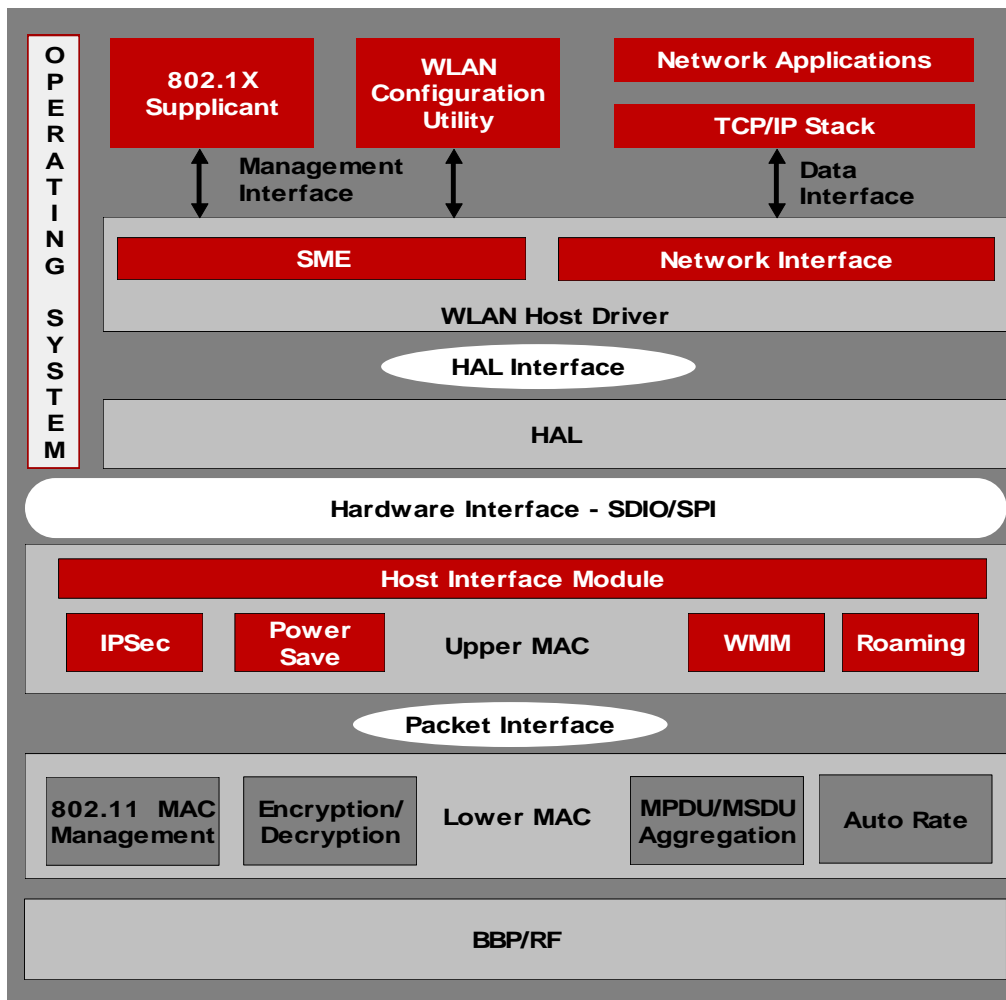 OPERATING SYSTEM
802.1X
Supplicant
WLAN
Configuration
Utility
Network Applications
TCP/IP Stack
Management
Interface
Data
Interface
SME
Network Interface
WLAN Host Driver
HAL Interface
HAL
Hardware Interface - SDIO/SPI
Host Interface Module
IPSec
Power
Save
Upper MAC
WMM
Roaming
Packet Interface
802.11 MAC
Management
Encryption/
Decryption
Lower MAC
MPDU/MSDU
Aggregation
Auto Rate
BBP/RF